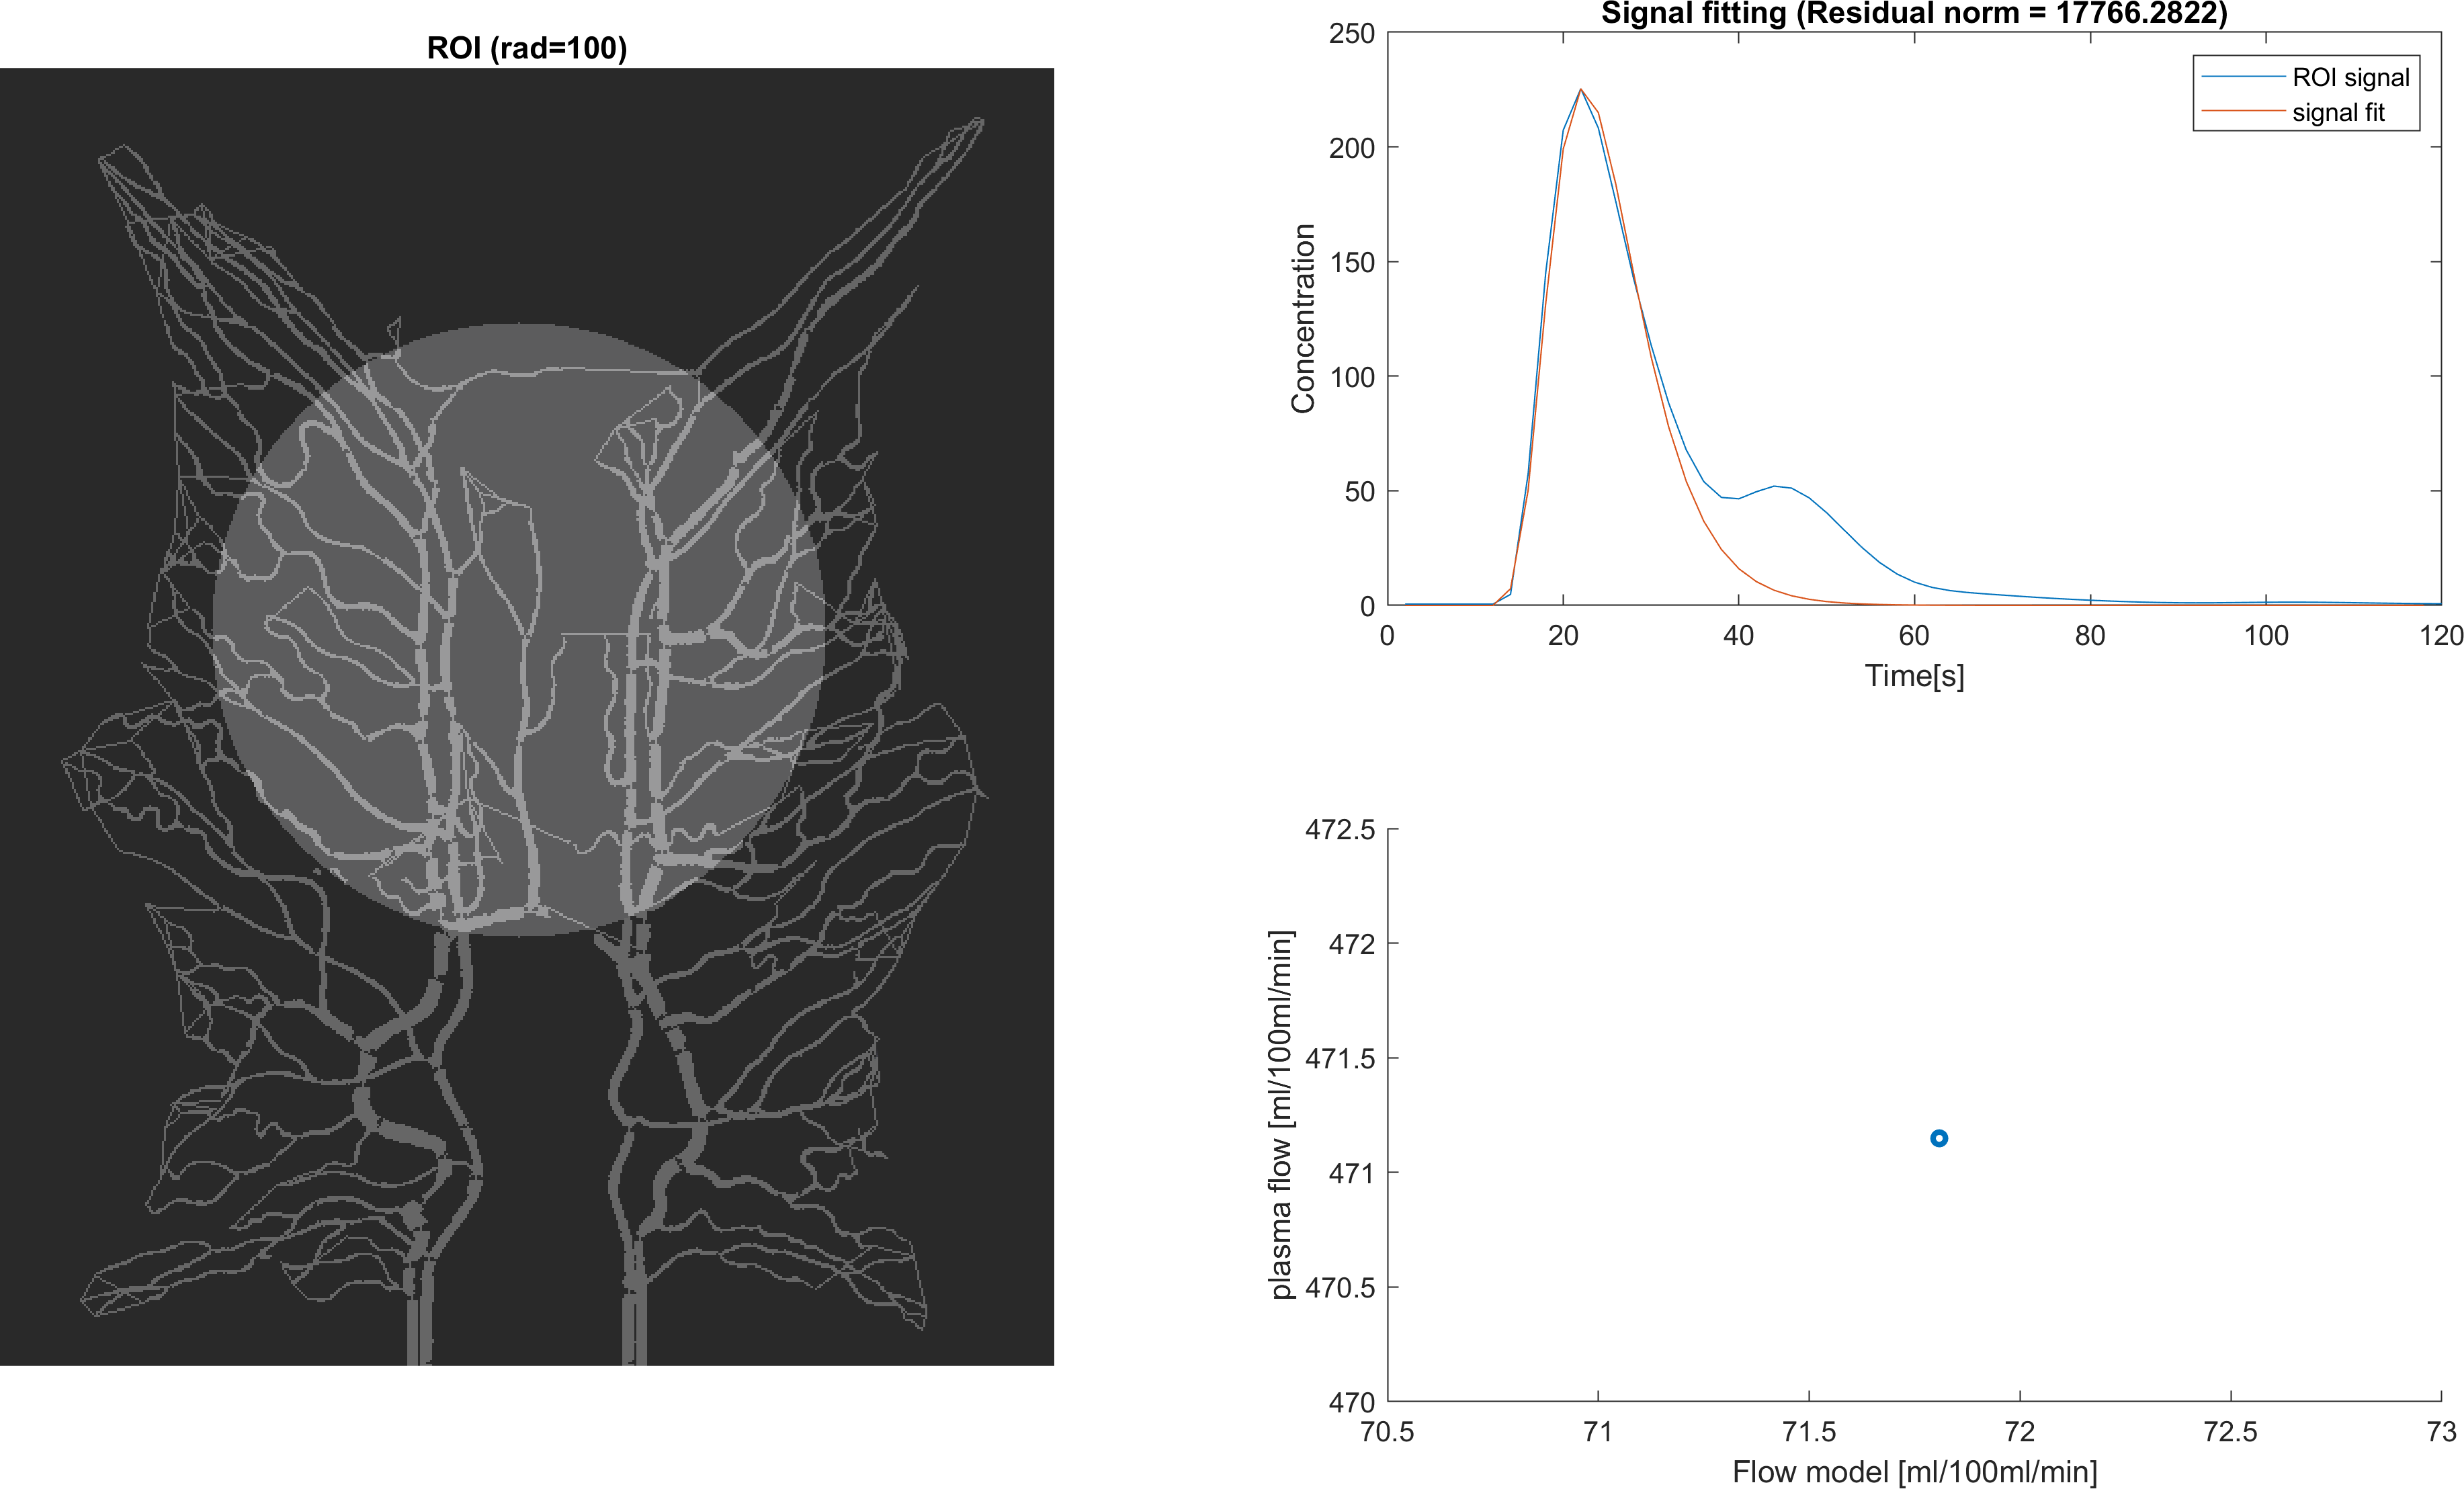 ROI (rad=100)
Signal fitting (Residual norm = 17766.2822)
250
200
150
100
50
0
Concentration
ROI signal
signal fit
0 20 40 60 80 100 120
Time[s]
472.5
472
471.5
471
470.5
470
plasma flow [ml/100ml/min]
70.5 71 71.5 72 72.5 73
Flow model [ml/100ml/min]